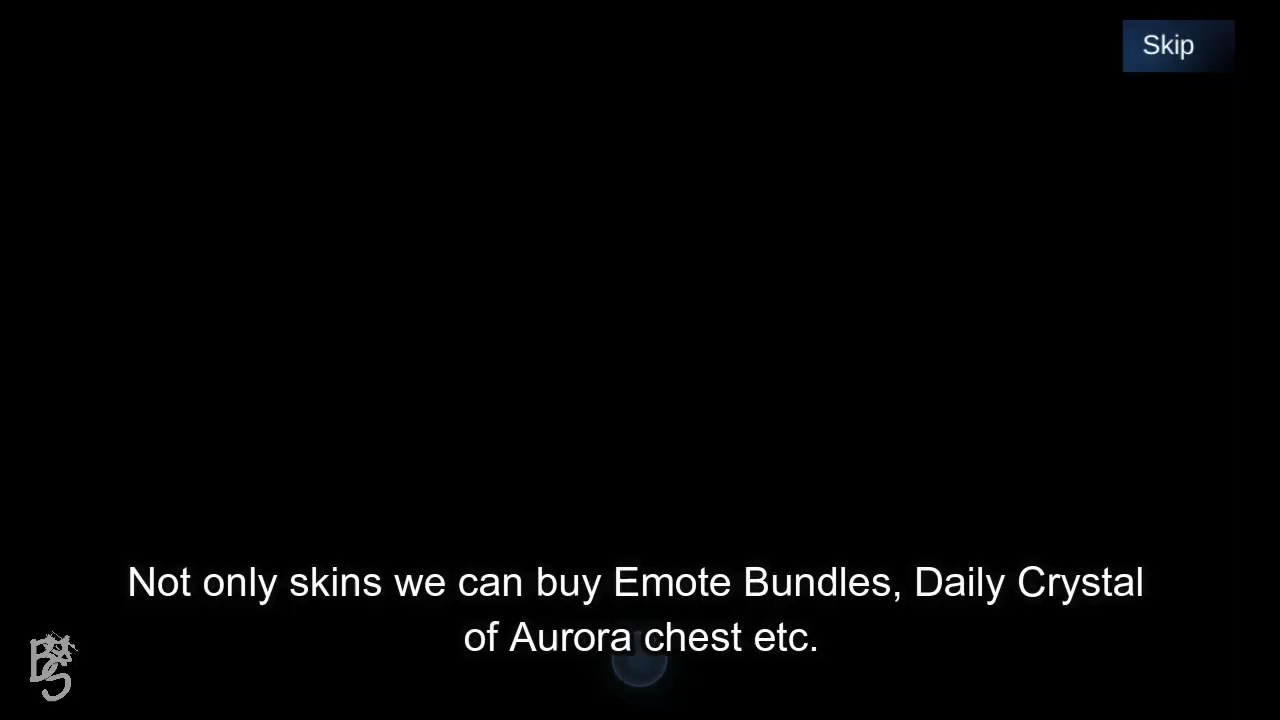 Skip
Not only skins we can buy Emote Bundles, Daily Crystal
of Aurora chest etc.